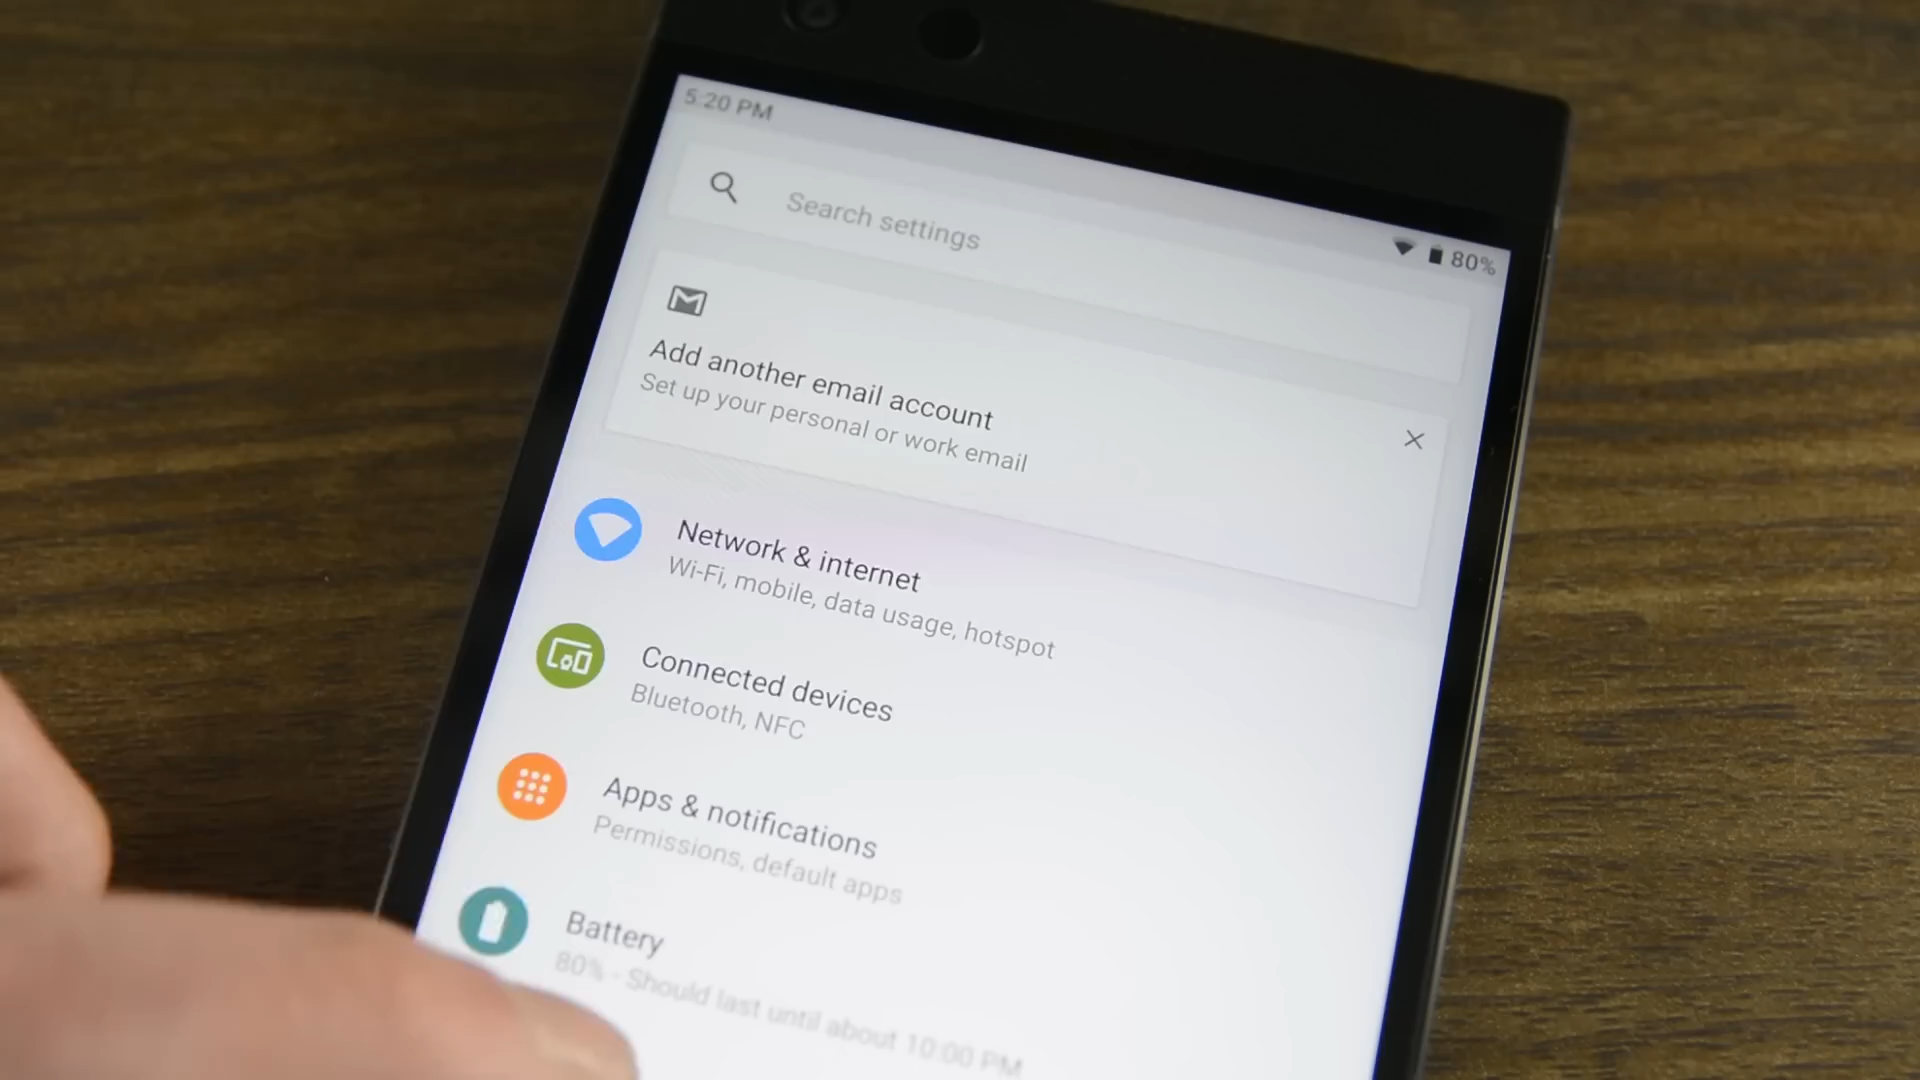 5:20 PM
80%
Search settings
Add another email account
Set up your personal or work email
Network & internet
Wi-Fi, mobile, data usage, hotspot
Connected devices
Bluetooth, NFC
Apps & notifications
Permissions, default apps
Battery
80% - Should last until about 10:00 PM